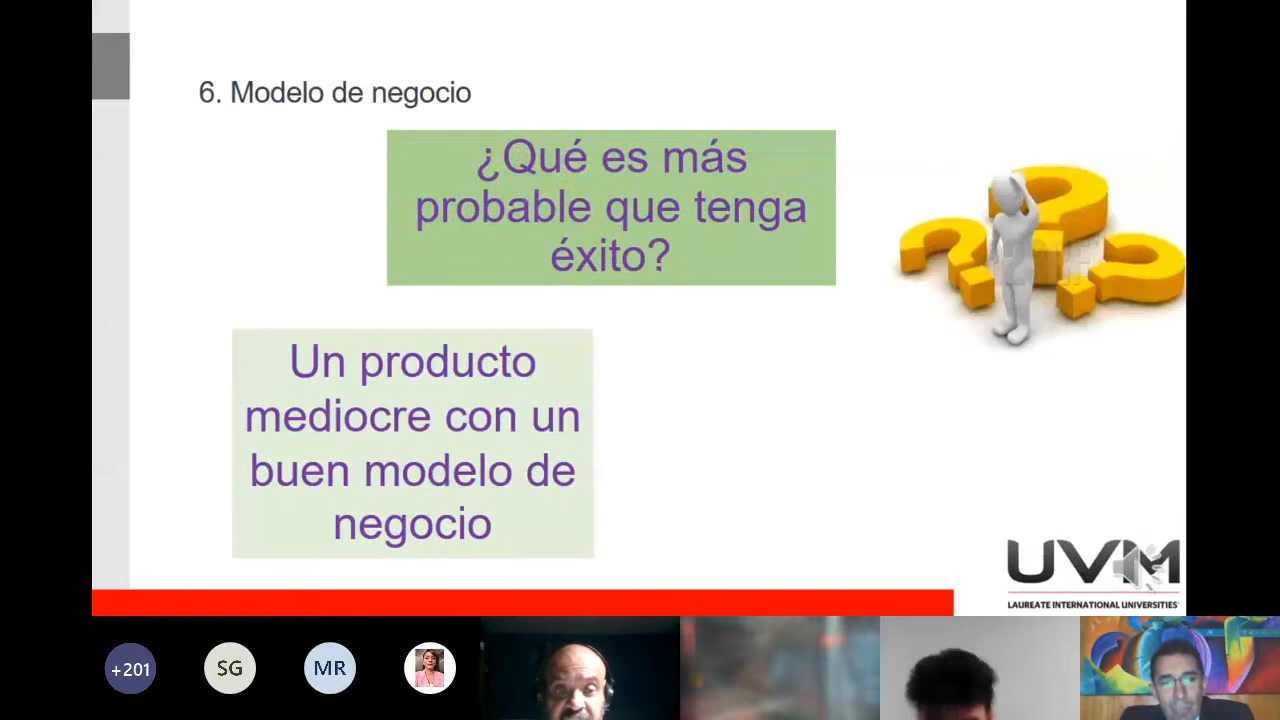 6. Modelo de negocio
¿Qué es más
probable que tenga
éxito?
Un producto
mediocre con un
buen modelo de
negocio
UVM
LAUREATE INTERNATIONAL UNIVERSITIES
+201
SG
MR